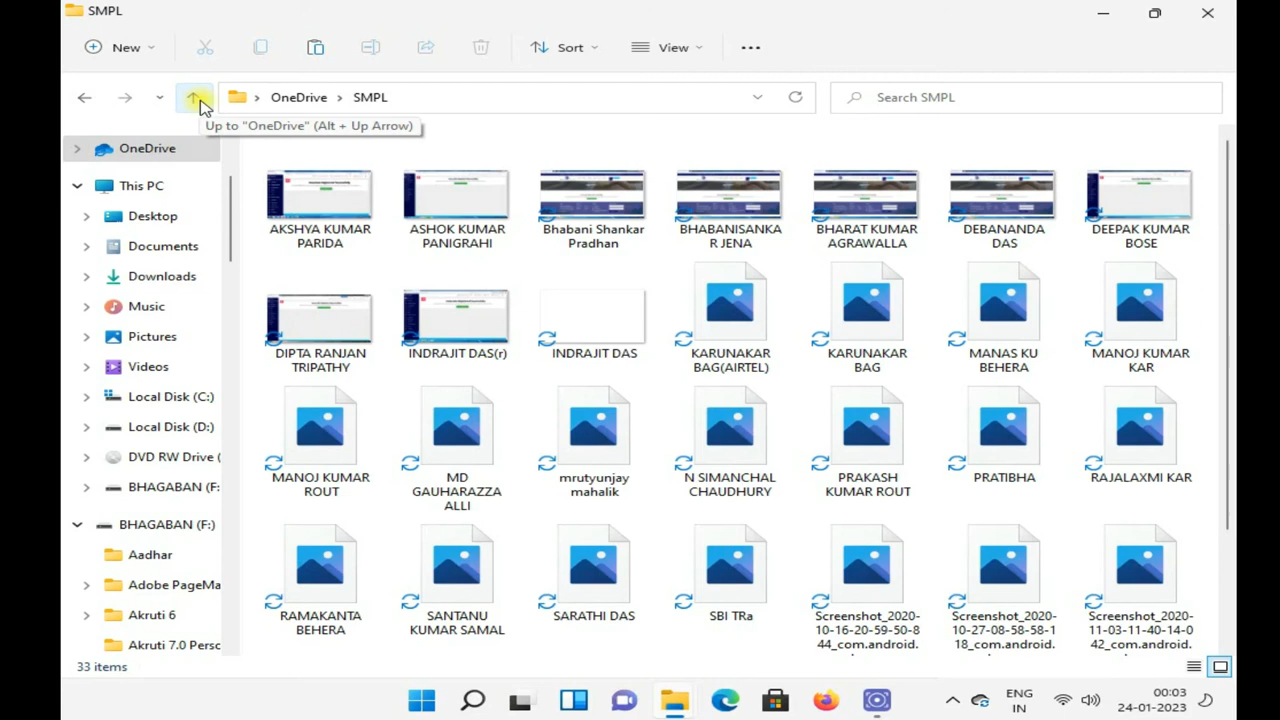 SMPL
New
Sort
View
OneDrive > SMPL
Search SMPL
Up to "OneDrive" (Alt + Up Arrow)
OneDrive
This PC
Desktop
Documents
Downloads
Music
Pictures
Videos
Local Disk (C:)
Local Disk (D:)
DVD RW Drive (
BHAGABAN (F:
BHAGABAN (F:)
Aadhar
Adobe PageMa
Akruti 6
Akruti 7.0 Perso
AKSHYA KUMAR
PARIDA
ASHOK KUMAR
PANIGRAHI
Bhabani Shankar
Pradhan
BHABANISANKA
R JENA
BHARAT KUMAR
AGRAWALLA
DEBANANDA
DAS
DEEPAK KUMAR
BOSE
DIPTA RANJAN
TRIPATHY
INDRAJIT DAS(r)
INDRAJIT DAS
KARUNAKAR
BAG(AIRTEL)
KARUNAKAR
BAG
MANAS KU
BEHERA
MANOJ KUMAR
KAR
MANOJ KUMAR
ROUT
MD
GAUHARAZZA
ALLI
mrutyunjay
mahalik
N SIMANCHAL
CHAUDHURY
PRAKASH
KUMAR ROUT
PRATIBHA
RAJALAXMI KAR
RAMAKANTA
BEHERA
SANTANU
KUMAR SAMAL
SARATHI DAS
SBI TRa
Screenshot_2020-
10-16-20-59-50-8
44_com.android.
Screenshot_2020-
10-27-08-58-58-1
18_com.android.
Screenshot_2020-
11-03-11-40-14-0
42_com.android.
33 items
ENG
IN
00:03
24-01-2023